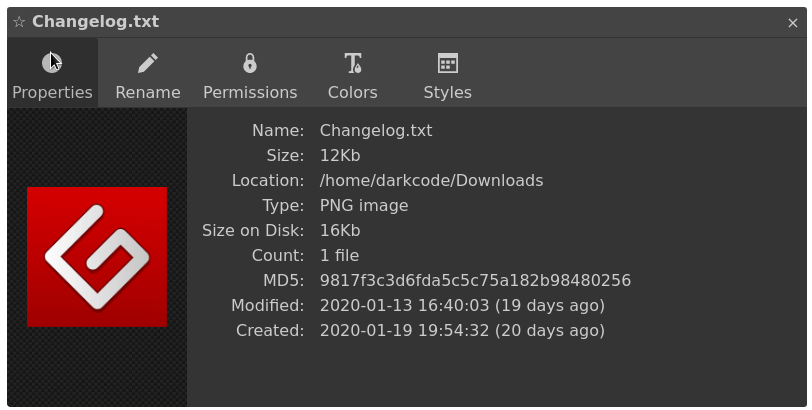 ☆ Changelog.txt ×
Properties Rename Permissions Colors Styles
Name: Changelog.txt
Size: 12Kb
Location: /home/darkcode/Downloads
Type: PNG image
Size on Disk: 16Kb
Count: 1 file
MD5: 9817f3c3d6fda5c5c75a182b98480256
Modified: 2020-01-13 16:40:03 (19 days ago)
Created: 2020-01-19 19:54:32 (20 days ago)